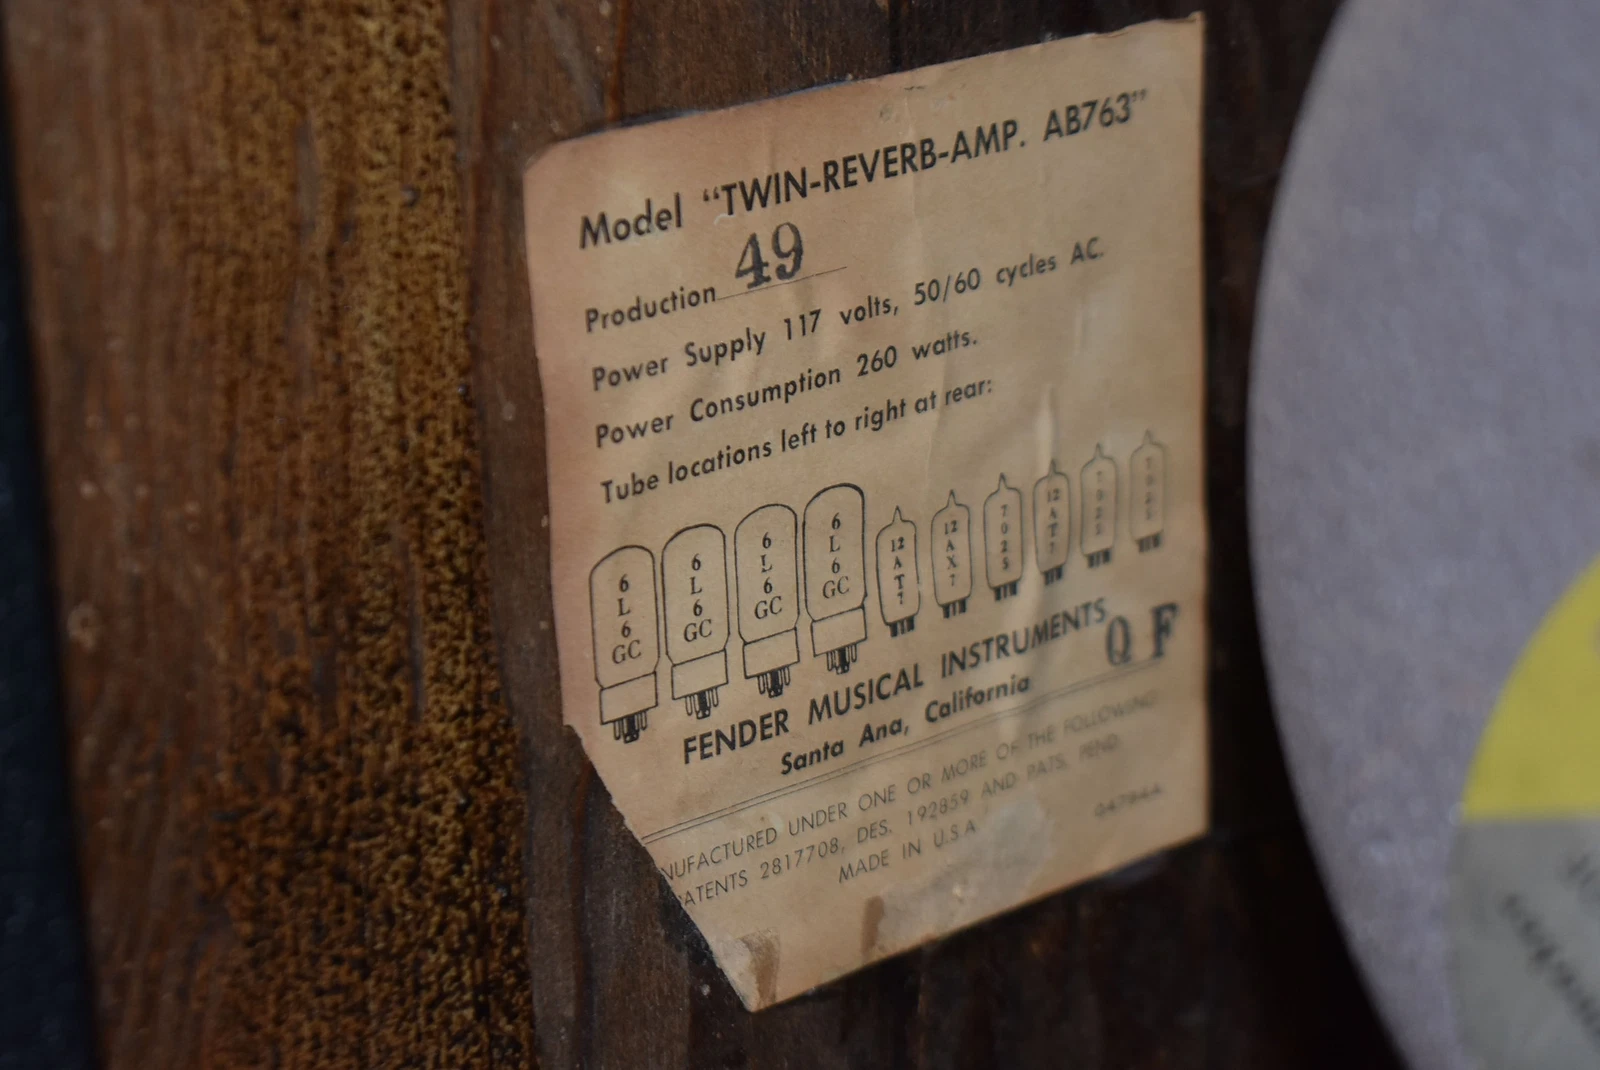 Model “TWIN-REVERB-AMP. AB763”
Production 49
Power Supply 117 volts, 50/60 cycles AC.
Power Consumption 260 watts.
Tube locations left to right at rear:
6L6GC 6L6GC 6L6GC 6L6GC 12AT7 12AX7 7025 12AT7 7025 7025
FENDER MUSICAL INSTRUMENTS
Q F
Santa Ana, California
NUFACTURED UNDER ONE OR MORE OF THE FOLLOWING
ATENTS 2817708, DES. 192859 AND PATS. PEND.
MADE IN U.S.A